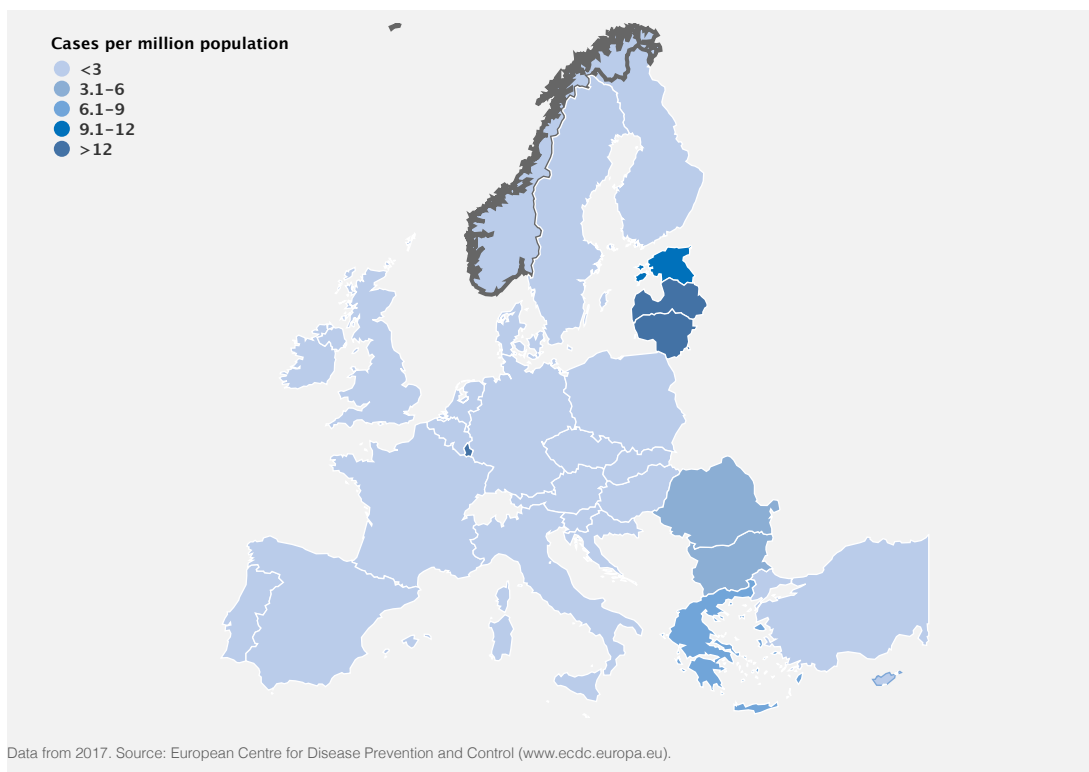 Cases per million population
<3
3.1–6
6.1–9
9.1–12
>12
Data from 2017. Source: European Centre for Disease Prevention and Control (www.ecdc.europa.eu).